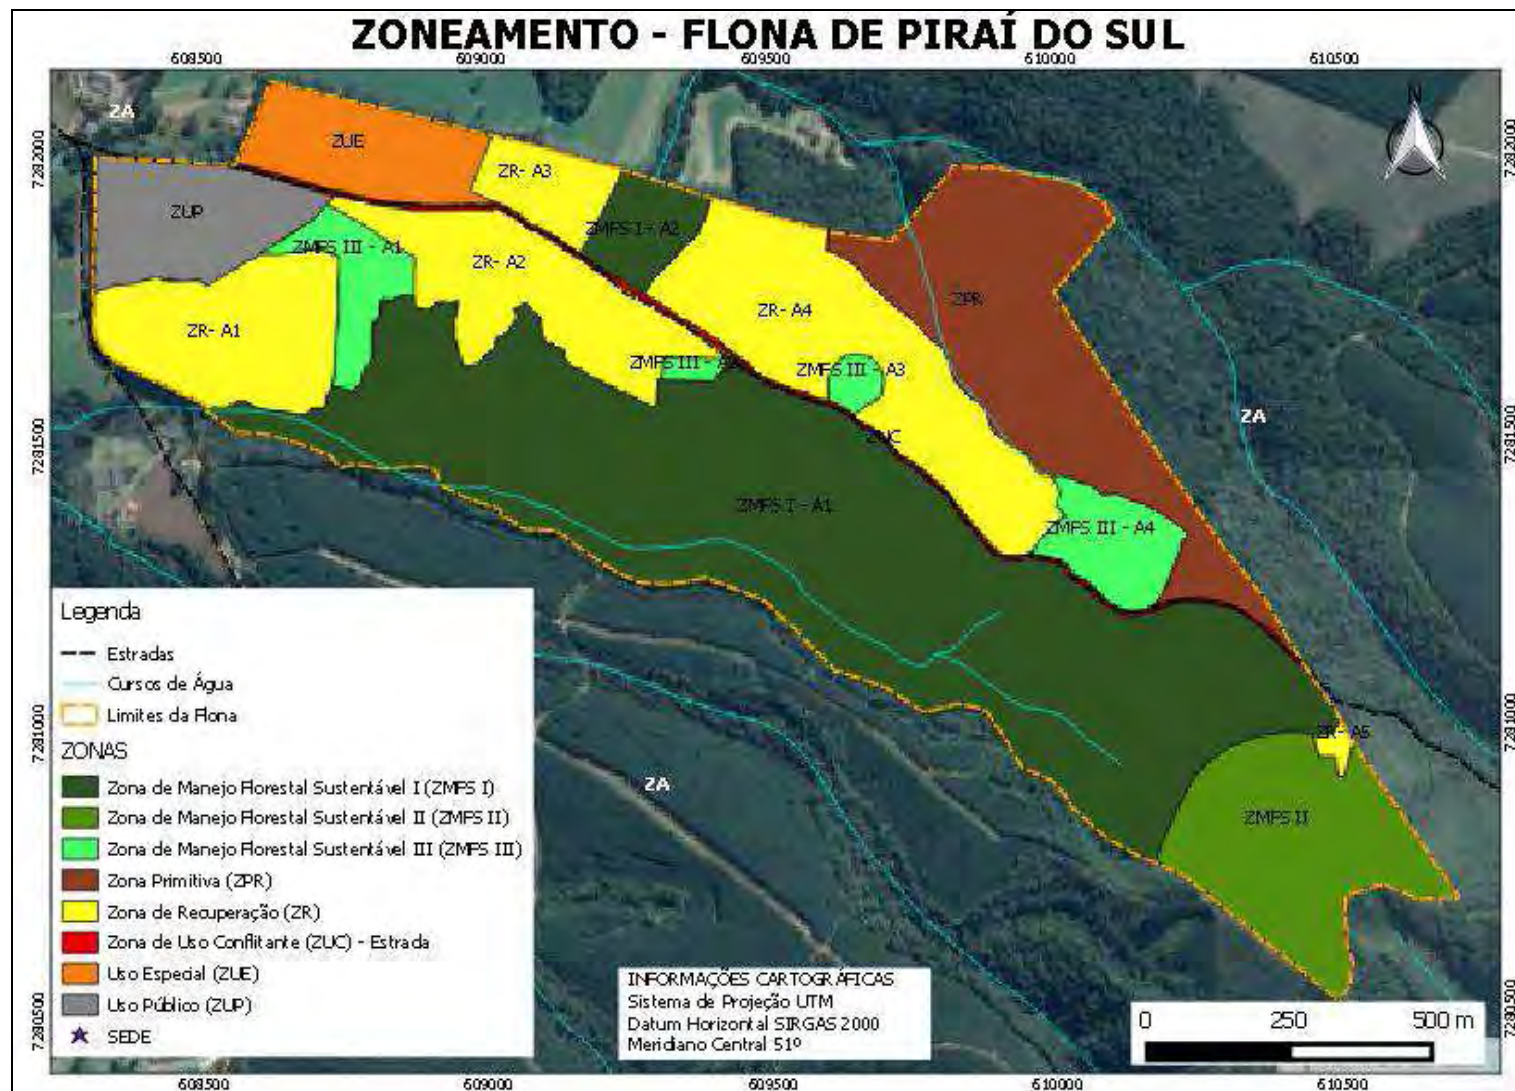 ZONEAMENTO - FLONA DE PIRAÍ DO SUL
608500 609000 609500 610000 610500
N
ZA
7282000
7282000
ZUE
ZR- A3
ZUP
ZMFS I - A2
ZMFS III - A1
ZR- A2
ZPR
ZR- A4
ZR- A1
ZMFS III - A
ZMFS III - A3
ZA
ZUC
7281500
7281500
ZMFS I - A1
ZMFS III - A4
7281000
7281000
ZR- A5
ZA
ZMFS II
Legenda
Estradas
Cursos de Água
Limites da Flona
ZONAS
Zona de Manejo Florestal Sustentável I (ZMFS I)
Zona de Manejo Florestal Sustentável II (ZMFS II)
Zona de Manejo Florestal Sustentável III (ZMFS III)
Zona Primitiva (ZPR)
Zona de Recuperação (ZR)
Zona de Uso Conflitante (ZUC) - Estrada
Uso Especial (ZUE)
Uso Público (ZUP)
SEDE
INFORMAÇÕES CARTOGRÁFICAS
Sistema de Projeção UTM
Datum Horizontal SIRGAS 2000
Meridiano Central 51º
0 250 500 m
7280500
7280500
608500 609000 609500 610000 610500